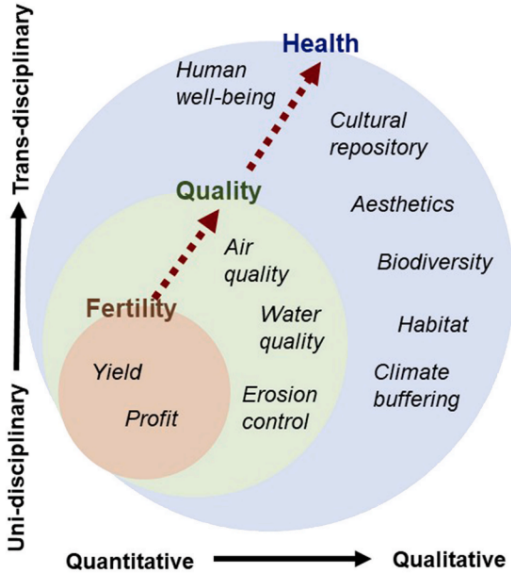 Health
Human
well-being
Cultural
repository
Quality
Aesthetics
Air
quality
Biodiversity
Fertility
Water
quality
Habitat
Yield
Climate
buffering
Profit
Erosion
control
Trans-disciplinary
Uni-disciplinary
Quantitative
Qualitative